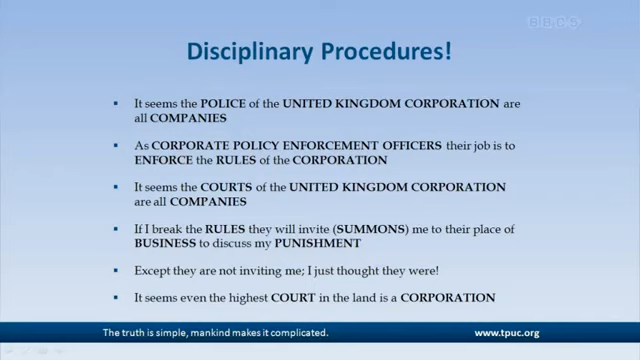 BBC5
Disciplinary Procedures!
▪ It seems the POLICE of the UNITED KINGDOM CORPORATION are
all COMPANIES
▪ As CORPORATE POLICY ENFORCEMENT OFFICERS their job is to
ENFORCE the RULES of the CORPORATION
▪ It seems the COURTS of the UNITED KINGDOM CORPORATION
are all COMPANIES
▪ If I break the RULES they will invite (SUMMONS) me to their place of
BUSINESS to discuss my PUNISHMENT
▪ Except they are not inviting me; I just thought they were!
▪ It seems even the highest COURT in the land is a CORPORATION
The truth is simple, mankind makes it complicated. www.tpuc.org